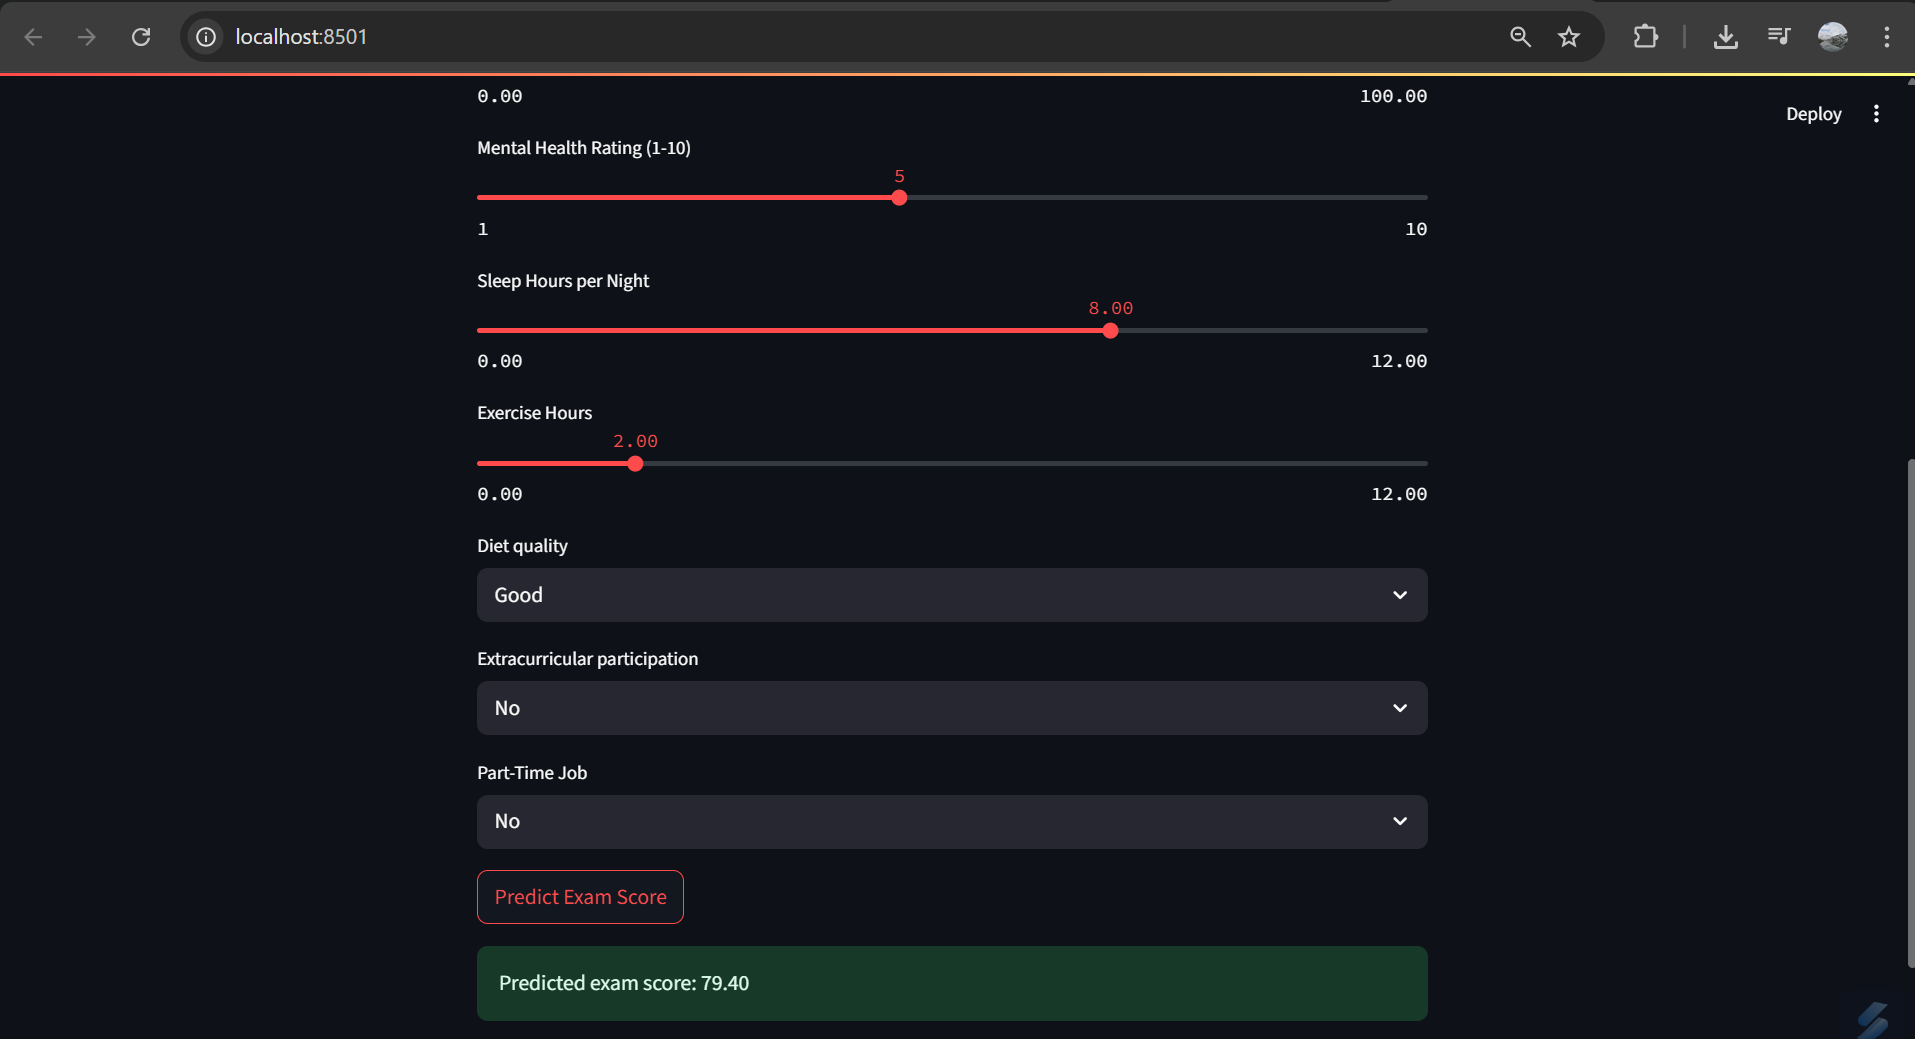 localhost:8501
0.00 100.00
Deploy
Mental Health Rating (1-10)
5
1 10
Sleep Hours per Night
8.00
0.00 12.00
Exercise Hours
2.00
0.00 12.00
Diet quality
Good
Extracurricular participation
No
Part-Time Job
No
Predict Exam Score
Predicted exam score: 79.40